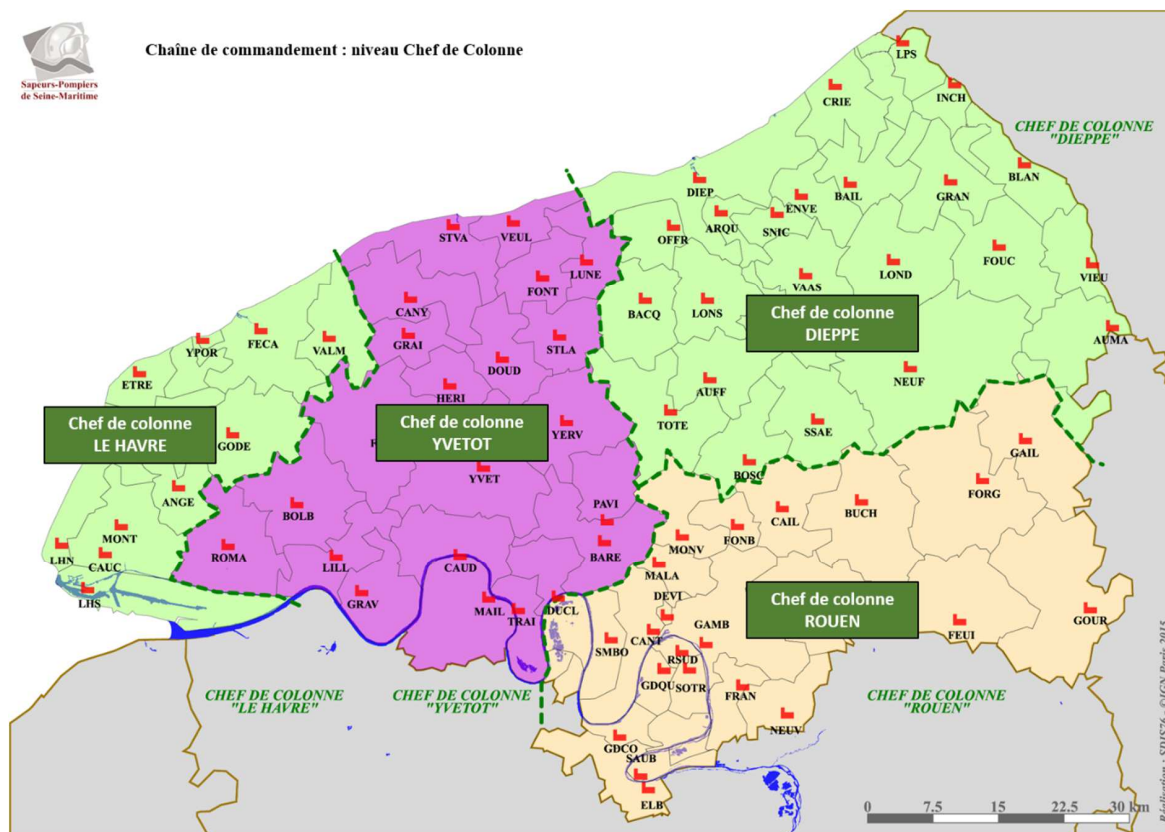 Chaîne de commandement : niveau Chef de Colonne
Sapeurs-Pompiers
de Seine-Maritime
LPS
CRIE
INCH
CHEF DE COLONNE
"DIEPPE"
BLAN
DIEP
BAIL
GRAN
ENVE
ARQU
SNIC
OFFR
STVA
VEUL
LUNE
FONT
VAAS
LOND
FOUC
VIEU
CANY
BACQ
LONS
Chef de colonne
DIEPPE
AUMA
YPOR
FECA
VALM
GRAI
DOUD
STLA
ETRE
HERI
AUFF
NEUF
Chef de colonne
LE HAVRE
GODE
Chef de colonne
YVETOT
YERV
TOTE
SSAE
GAIL
YVET
BOSC
FORG
ANGE
BOLB
PAVI
CAIL
BUCH
MONT
FONB
MONV
BARE
LHN
CAUC
ROMA
LILL
CAUD
MALA
LHS
GRAV
MAIL
TRAI
DUCL
DEVI
Chef de colonne
ROUEN
GAMB
CANT
SMBO
FEUI
GOUR
RSUD
GDQU
SOTR
FRAN
CHEF DE COLONNE
"LE HAVRE"
CHEF DE COLONNE
"YVETOT"
CHEF DE COLONNE
"ROUEN"
NEUV
GDCO
SAUB
ELB
0 7.5 15 22.5 30 km
Réalisation : SDIS76 ©IGN Paris 2015